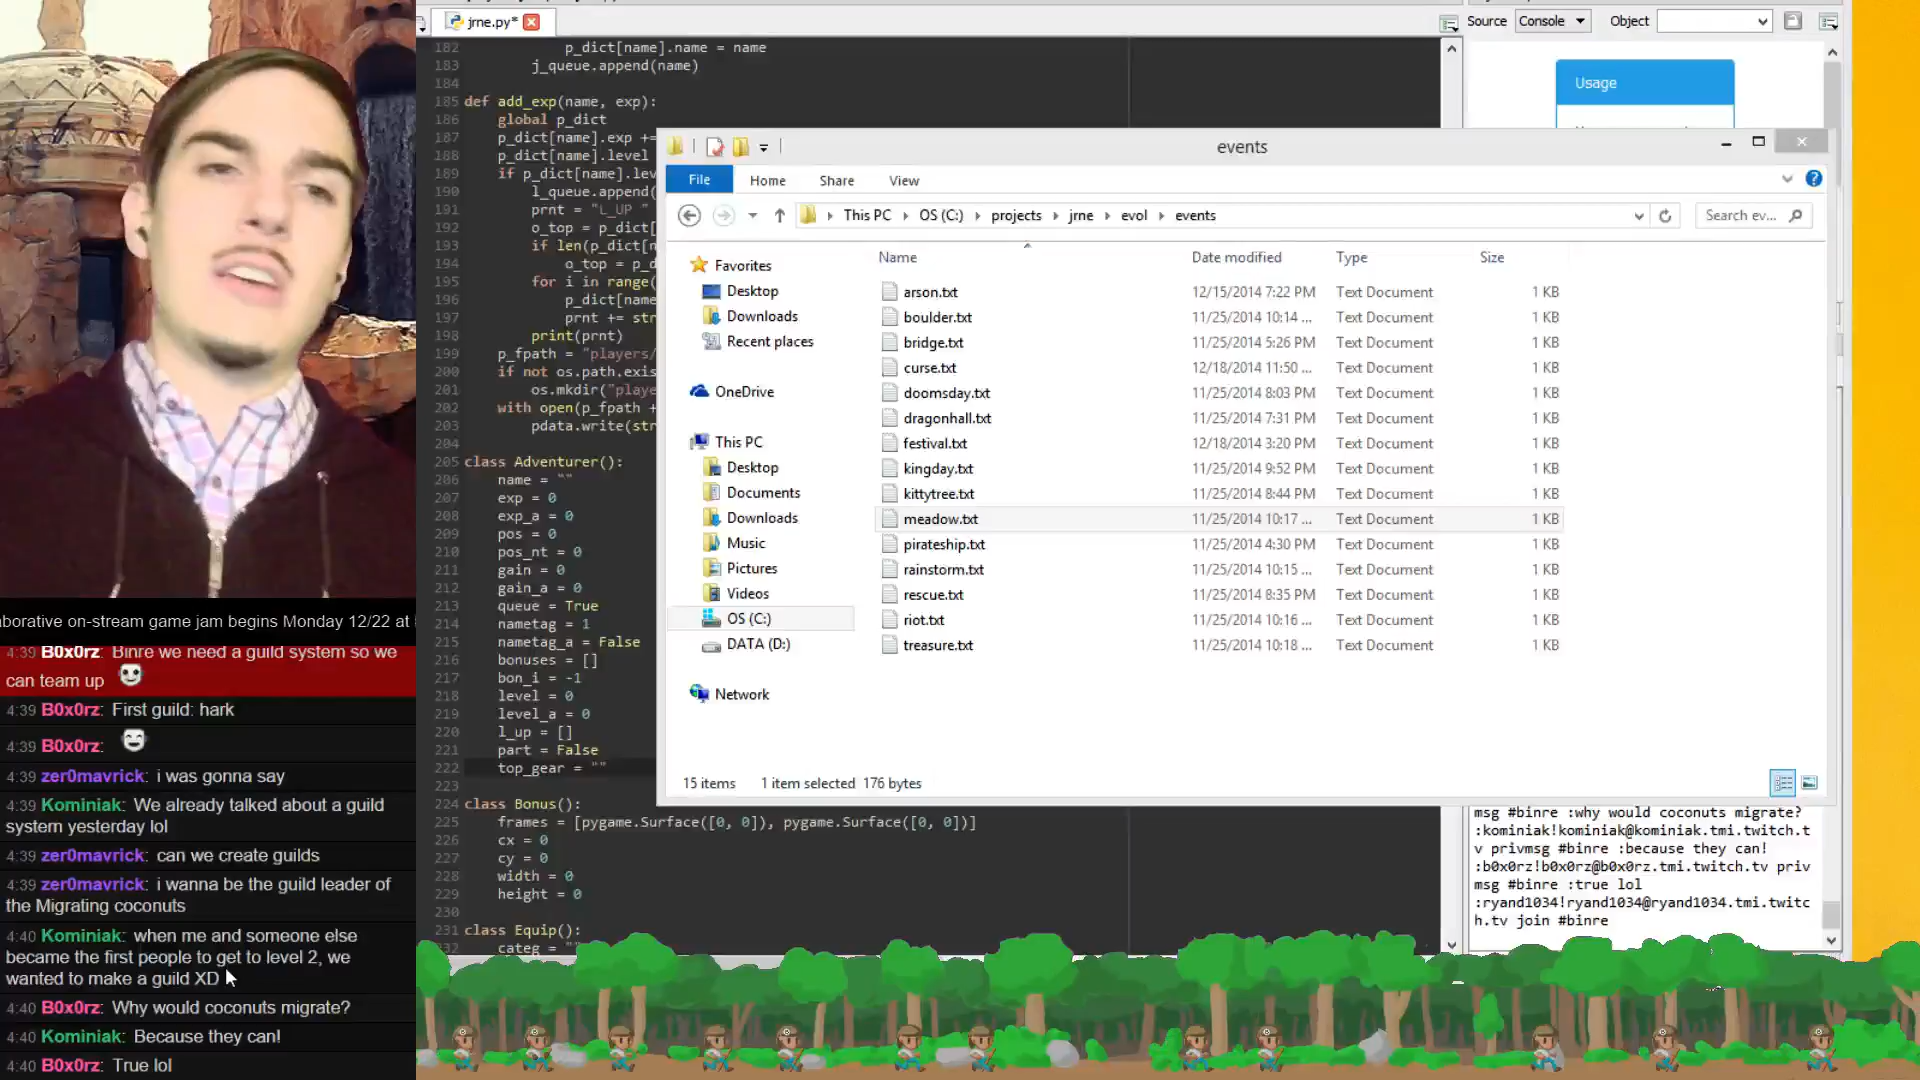 jrne.py*
Source Console Object
182 p_dict[name].name = name
183 j_queue.append(name)
184
185 def add_exp(name, exp):
186 global p_dict
187 p_dict[name].exp +=
188 p_dict[name].level
189 if p_dict[name].lev
190 l_queue.append(
191 prnt = "L_UP "
192 o_top = p_dict[
193 if len(p_dict[n
194 o_top = p_d
195 for i in range(
196 p_dict[name
197 prnt += str
198 print(prnt)
199 p_fpath = "players/
200 if not os.path.exis
201 os.mkdir("playe
202 with open(p_fpath +
203 pdata.write(str
204
205 class Adventurer():
206 name = ""
207 exp = 0
208 exp_a = 0
209 pos = 0
210 pos_nt = 0
211 gain = 0
212 gain_a = 0
213 queue = True
214 nametag = 1
215 nametag_a = False
216 bonuses = []
217 bon_i = -1
218 level = 0
219 level_a = 0
220 l_up = []
221 part = False
222 top_gear = ""
223
224 class Bonus():
225 frames = [pygame.Surface([0, 0]), pygame.Surface([0, 0])]
226 cx = 0
227 cy = 0
228 width = 0
229 height = 0
230
231 class Equip():
232 categ = ""
Usage
events
File Home Share View
This PC OS (C:) projects jrne evol events
Search ev...
Name Date modified Type Size
Favorites
Desktop
Downloads
Recent places
OneDrive
This PC
Desktop
Documents
Downloads
Music
Pictures
Videos
OS (C:)
DATA (D:)
Network
arson.txt 12/15/2014 7:22 PM Text Document 1 KB
boulder.txt 11/25/2014 10:14 ... Text Document 1 KB
bridge.txt 11/25/2014 5:26 PM Text Document 1 KB
curse.txt 12/18/2014 11:50 ... Text Document 1 KB
doomsday.txt 11/25/2014 8:03 PM Text Document 1 KB
dragonhall.txt 11/25/2014 7:31 PM Text Document 1 KB
festival.txt 12/18/2014 3:20 PM Text Document 1 KB
kingday.txt 11/25/2014 9:52 PM Text Document 1 KB
kittytree.txt 11/25/2014 8:44 PM Text Document 1 KB
meadow.txt 11/25/2014 10:17 ... Text Document 1 KB
pirateship.txt 11/25/2014 4:30 PM Text Document 1 KB
rainstorm.txt 11/25/2014 10:15 ... Text Document 1 KB
rescue.txt 11/25/2014 8:35 PM Text Document 1 KB
riot.txt 11/25/2014 10:16 ... Text Document 1 KB
treasure.txt 11/25/2014 10:18 ... Text Document 1 KB
15 items 1 item selected 176 bytes
msg #binre :why would coconuts migrate?
:kominiak!kominiak@kominiak.tmi.twitch.t
v privmsg #binre :because they can!
:b0x0rz!b0x0rz@b0x0rz.tmi.twitch.tv priv
msg #binre :true lol
:ryand1034!ryand1034@ryand1034.tmi.twitc
h.tv join #binre
aborative on-stream game jam begins Monday 12/22 at
4:39 B0x0rz: Binre we need a guild system so we
can team up
4:39 B0x0rz: First guild: hark
4:39 B0x0rz:
4:39 zer0mavrick: i was gonna say
4:39 Kominiak: We already talked about a guild
system yesterday lol
4:39 zer0mavrick: can we create guilds
4:39 zer0mavrick: i wanna be the guild leader of
the Migrating coconuts
4:40 Kominiak: when me and someone else
became the first people to get to level 2, we
wanted to make a guild XD
4:40 B0x0rz: Why would coconuts migrate?
4:40 Kominiak: Because they can!
4:40 B0x0rz: True lol